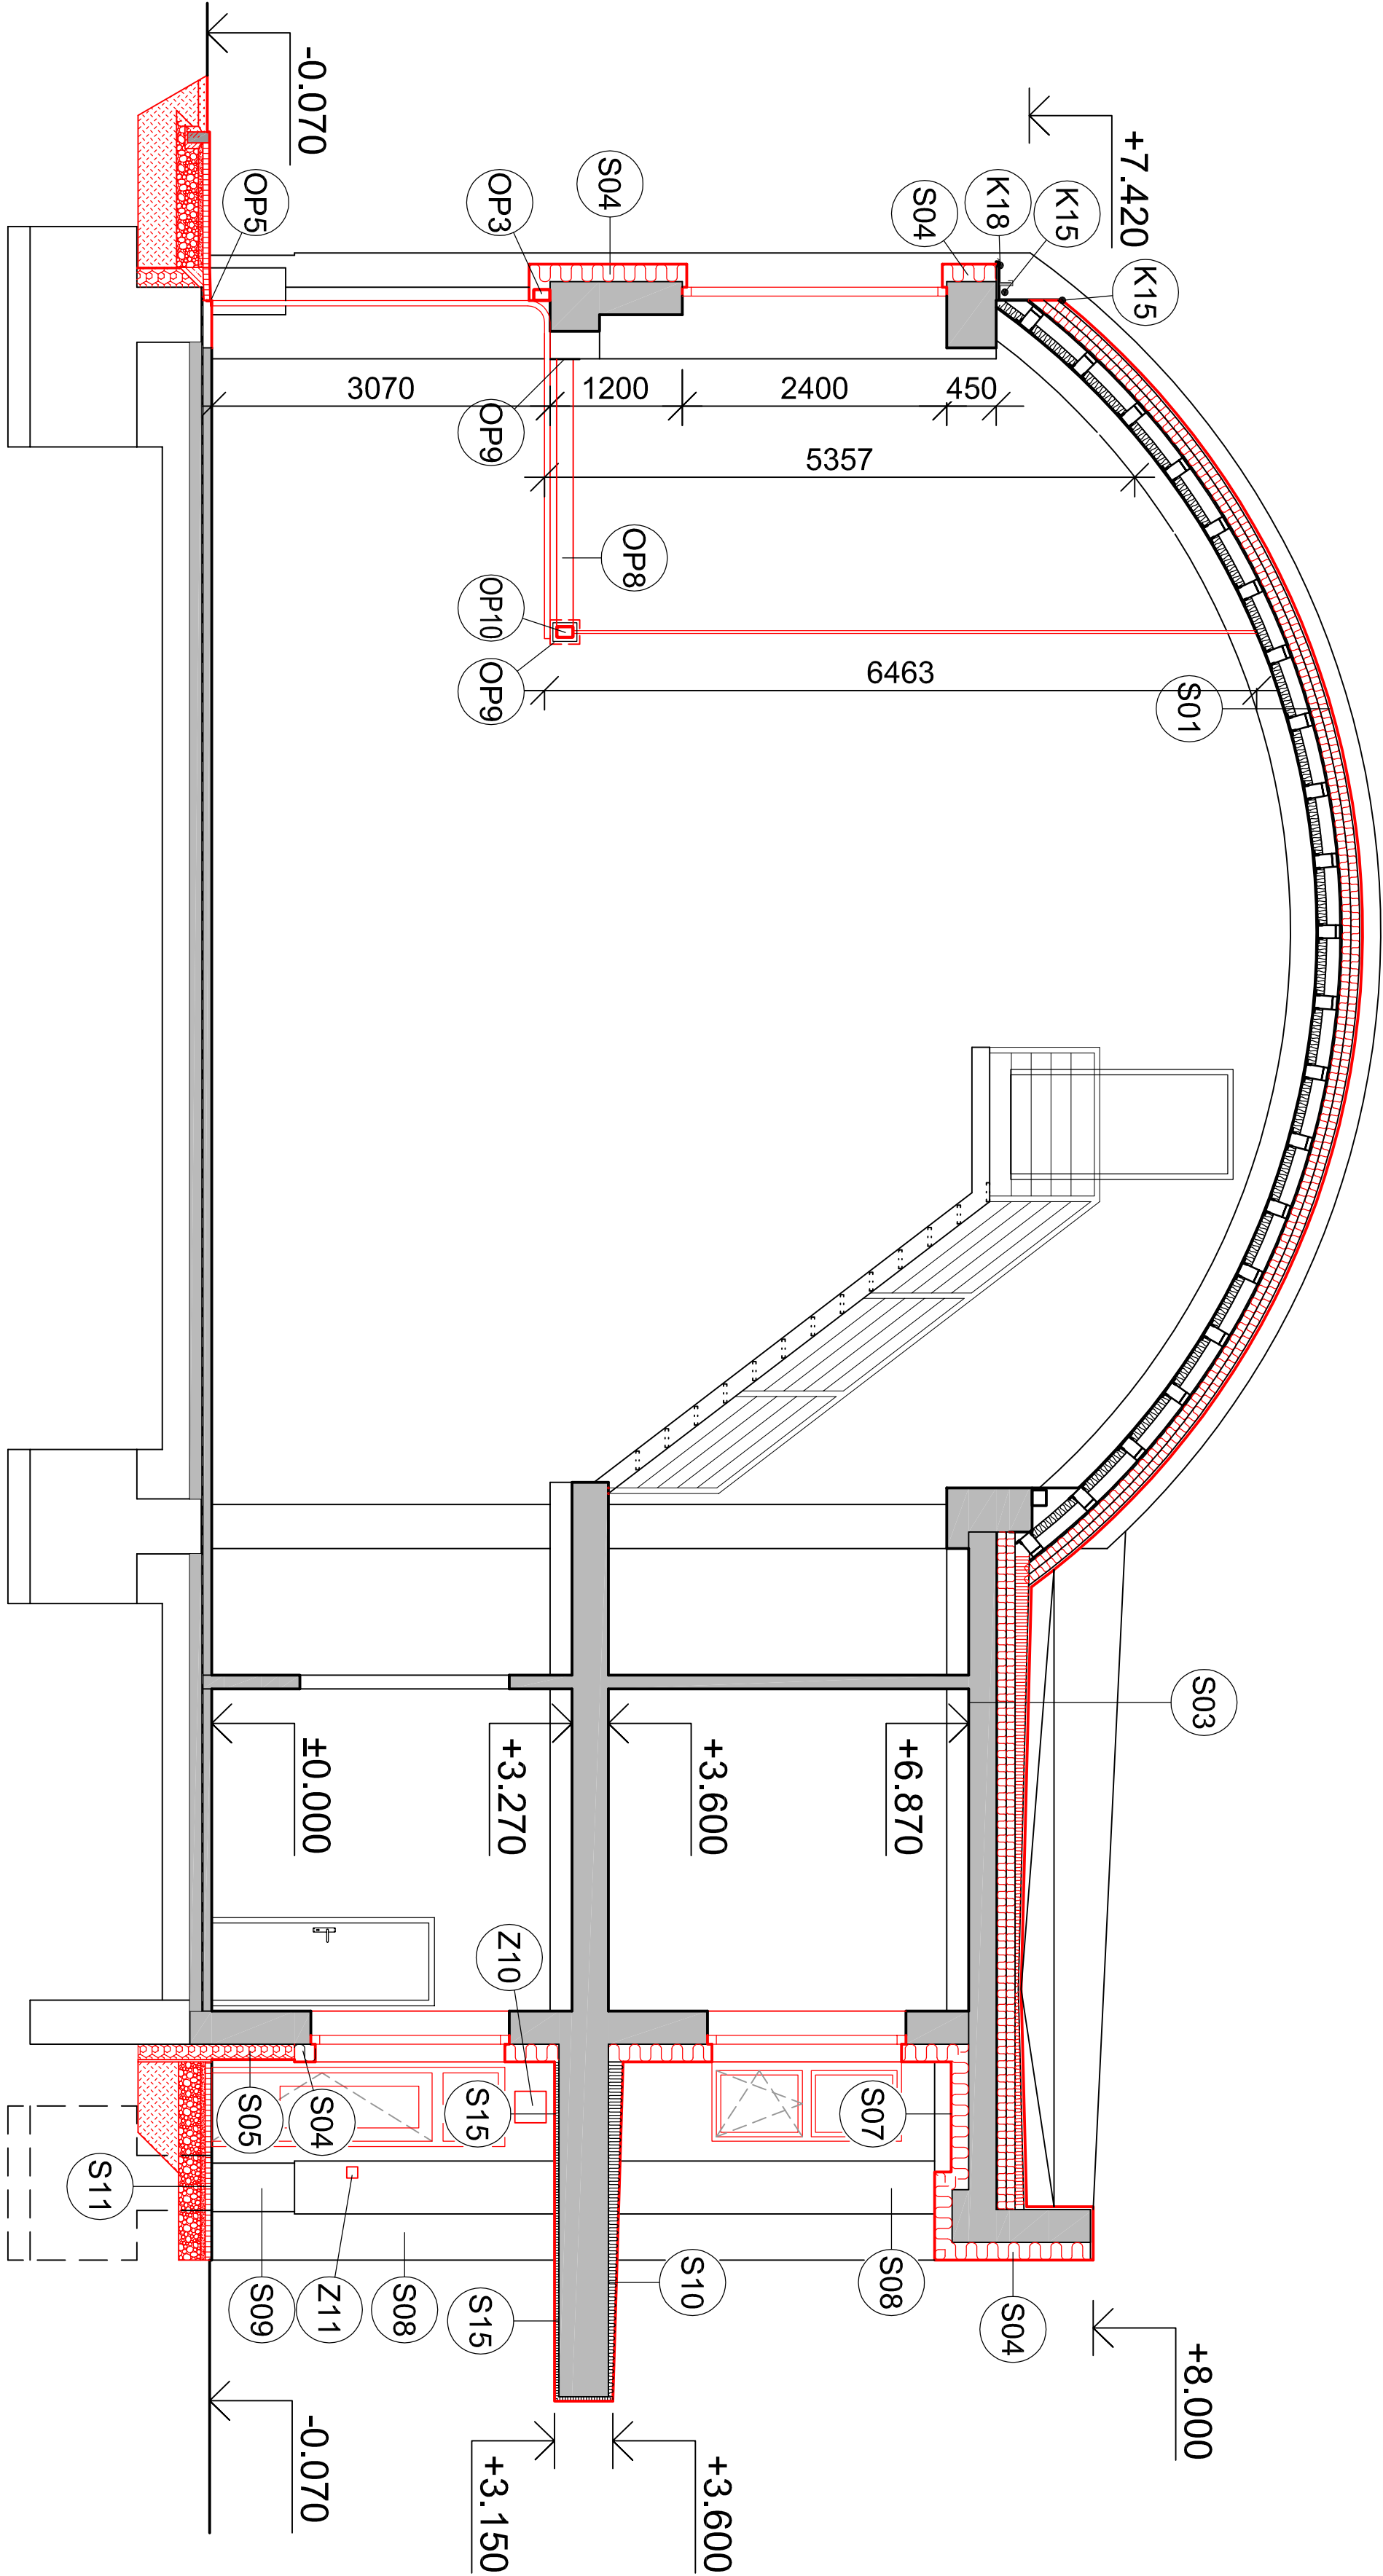 -0.070
+7.420
OP5
OP3
S04
S04
K18
K15
K15
3070
1200
2400
450
OP9
5357
OP8
OP10
OP9
6463
S01
S03
±0.000
+3.270
+3.600
+6.870
Z10
S05
S04
S15
S07
S11
S09
Z11
S08
S15
S10
S08
S04
+8.000
-0.070
+3.150
+3.600